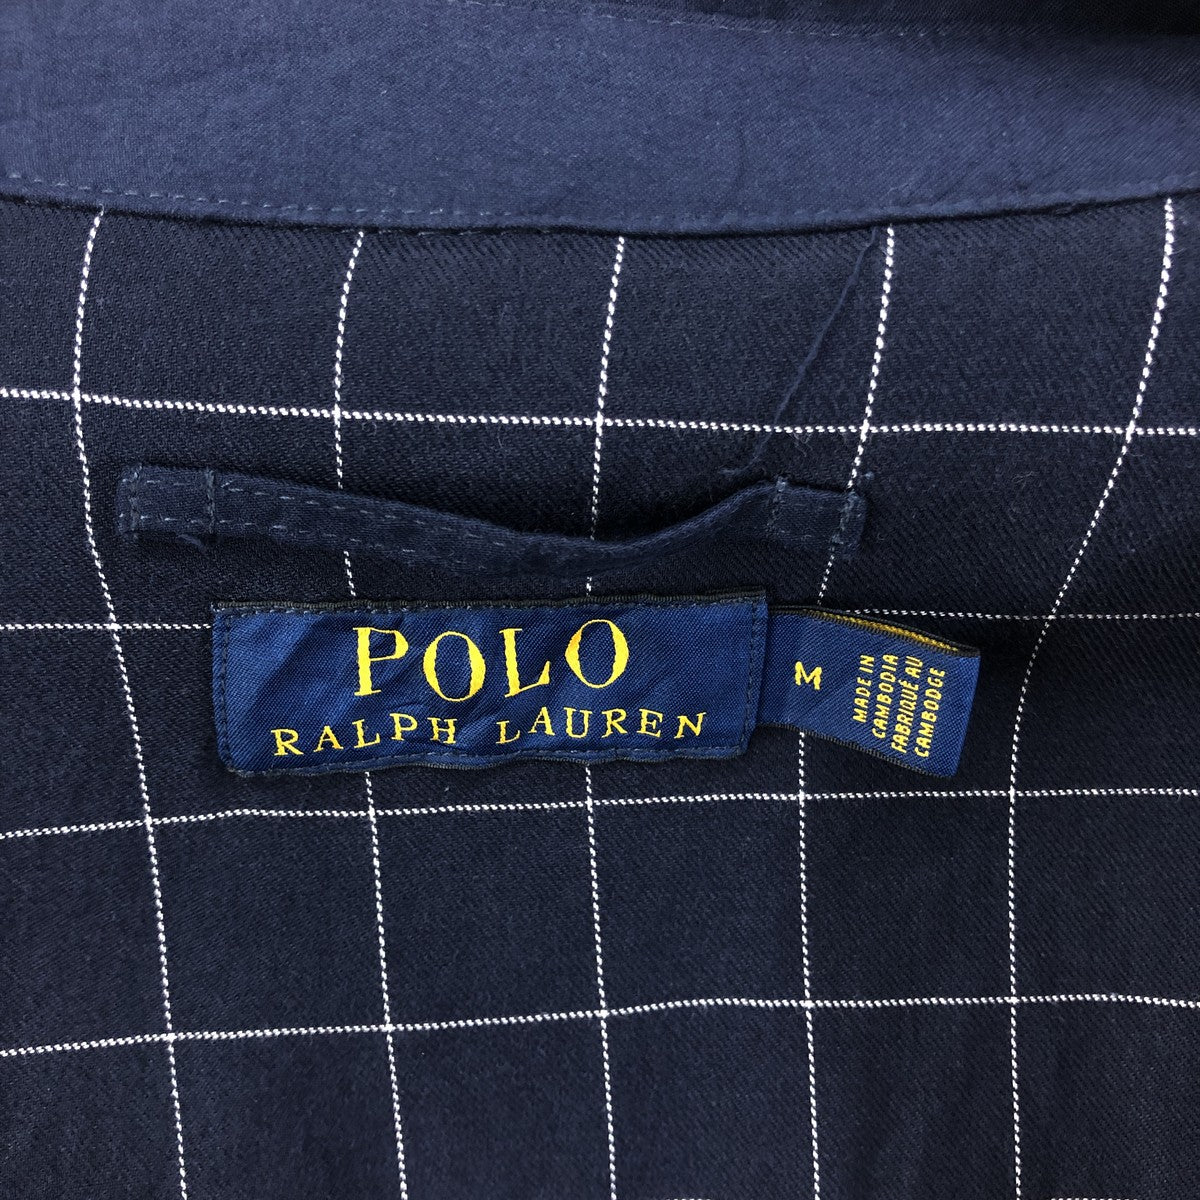 POLO
RALPH LAUREN
M
MADE IN
CAMBODIA
FABRIQUÉ AU
CAMBODGE